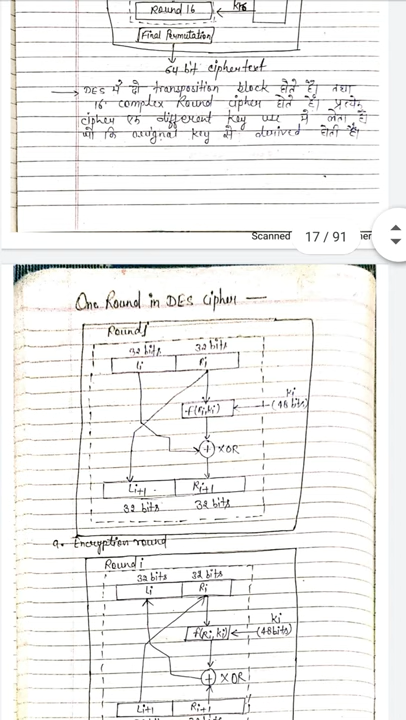 Round 16
K16
Final Permutation
64 bit ciphertext
→ DES में दो transposition block होते हैं। तथा
16 complex Round cipher होते हैं। प्रत्येक
cipher एक different key use में लेता है।
जो कि original key से derived होती है।
Scanned
17 / 91
One Round in DES cipher —
Round i
32 bits 32 bits
Li Ri
Ki
f(Ri, Ki) (48 bits)
+ XOR
Li+1 Ri+1
32 bits 32 bits
a. Encryption round
Round i
32 bits 32 bits
Li Ri
Ki
f(Ri, Ki) (48 bits)
+ XOR
Li+1 Ri+1